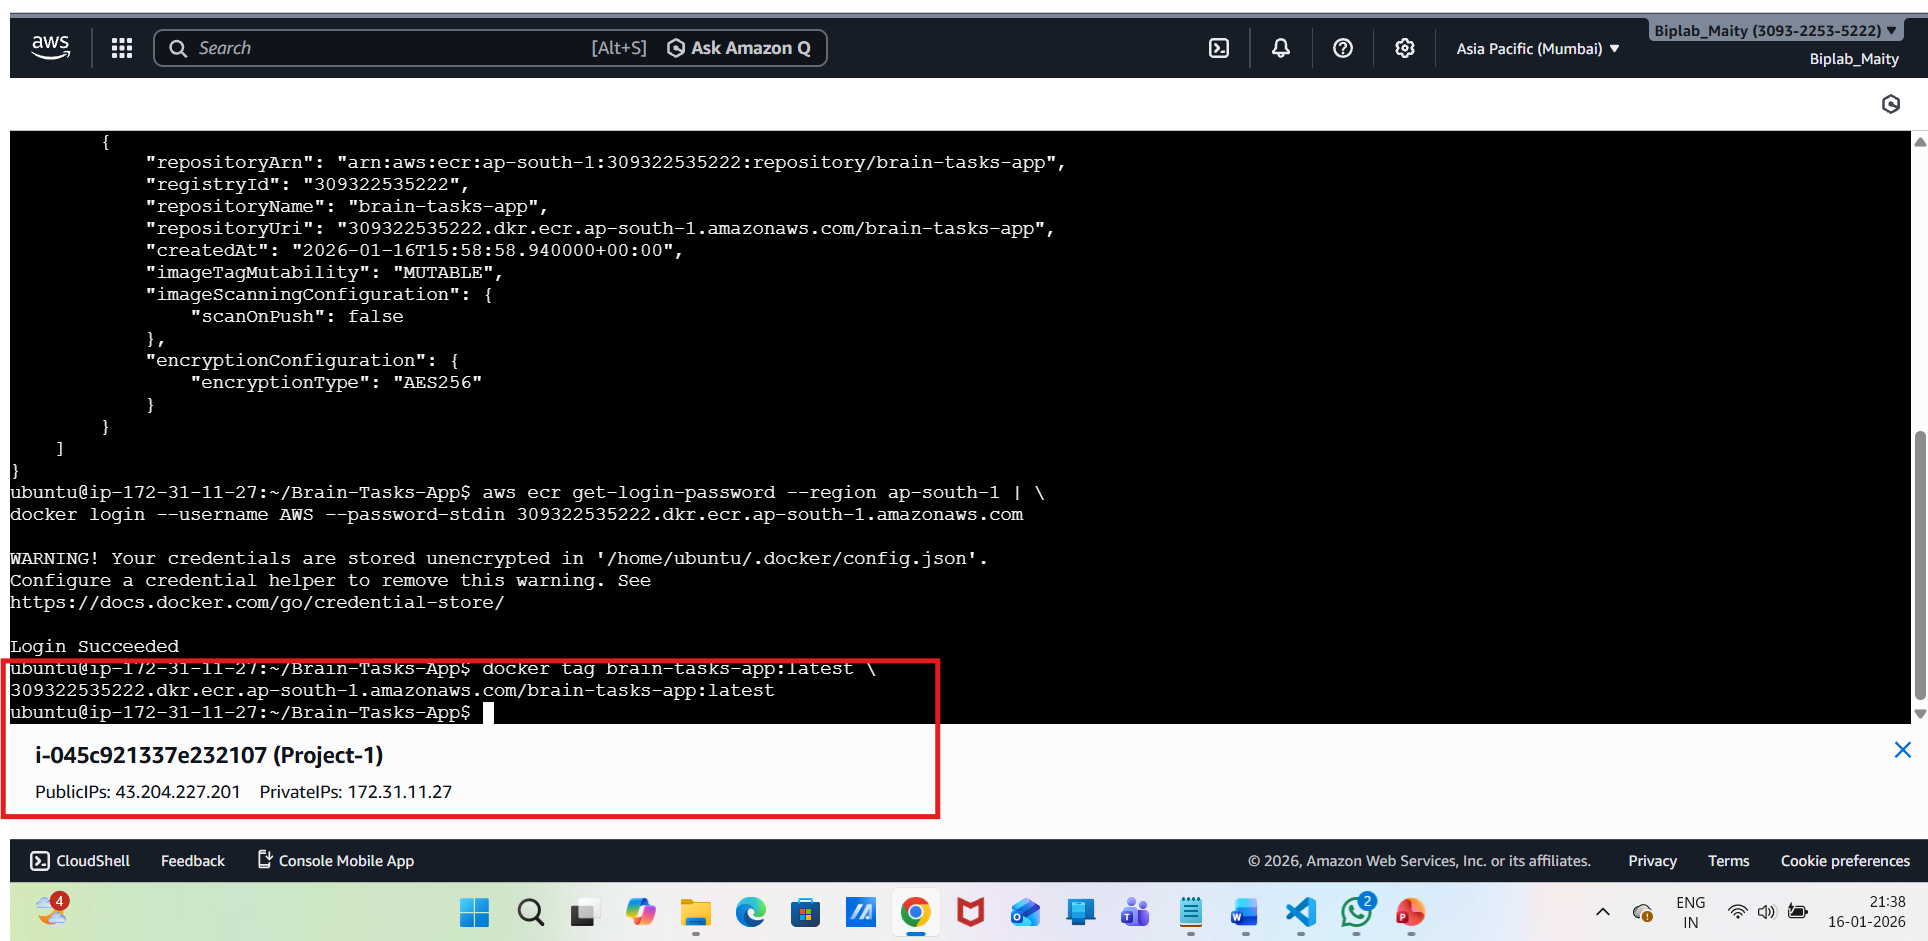 aws
Search
[Alt+S]
Ask Amazon Q
Asia Pacific (Mumbai) ▼
Biplab_Maity (3093-2253-5222) ▼
Biplab_Maity
{
"repositoryArn": "arn:aws:ecr:ap-south-1:309322535222:repository/brain-tasks-app",
"registryId": "309322535222",
"repositoryName": "brain-tasks-app",
"repositoryUri": "309322535222.dkr.ecr.ap-south-1.amazonaws.com/brain-tasks-app",
"createdAt": "2026-01-16T15:58:58.940000+00:00",
"imageTagMutability": "MUTABLE",
"imageScanningConfiguration": {
"scanOnPush": false
},
"encryptionConfiguration": {
"encryptionType": "AES256"
}
}
]
}
ubuntu@ip-172-31-11-27:~/Brain-Tasks-App$ aws ecr get-login-password --region ap-south-1 | \
docker login --username AWS --password-stdin 309322535222.dkr.ecr.ap-south-1.amazonaws.com
WARNING! Your credentials are stored unencrypted in '/home/ubuntu/.docker/config.json'.
Configure a credential helper to remove this warning. See
https://docs.docker.com/go/credential-store/
Login Succeeded
ubuntu@ip-172-31-11-27:~/Brain-Tasks-App$ docker tag brain-tasks-app:latest \
309322535222.dkr.ecr.ap-south-1.amazonaws.com/brain-tasks-app:latest
ubuntu@ip-172-31-11-27:~/Brain-Tasks-App$
i-045c921337e232107 (Project-1)
PublicIPs: 43.204.227.201 PrivateIPs: 172.31.11.27
CloudShell Feedback Console Mobile App © 2026, Amazon Web Services, Inc. or its affiliates. Privacy Terms Cookie preferences
4
2
ENG
IN
21:38
16-01-2026